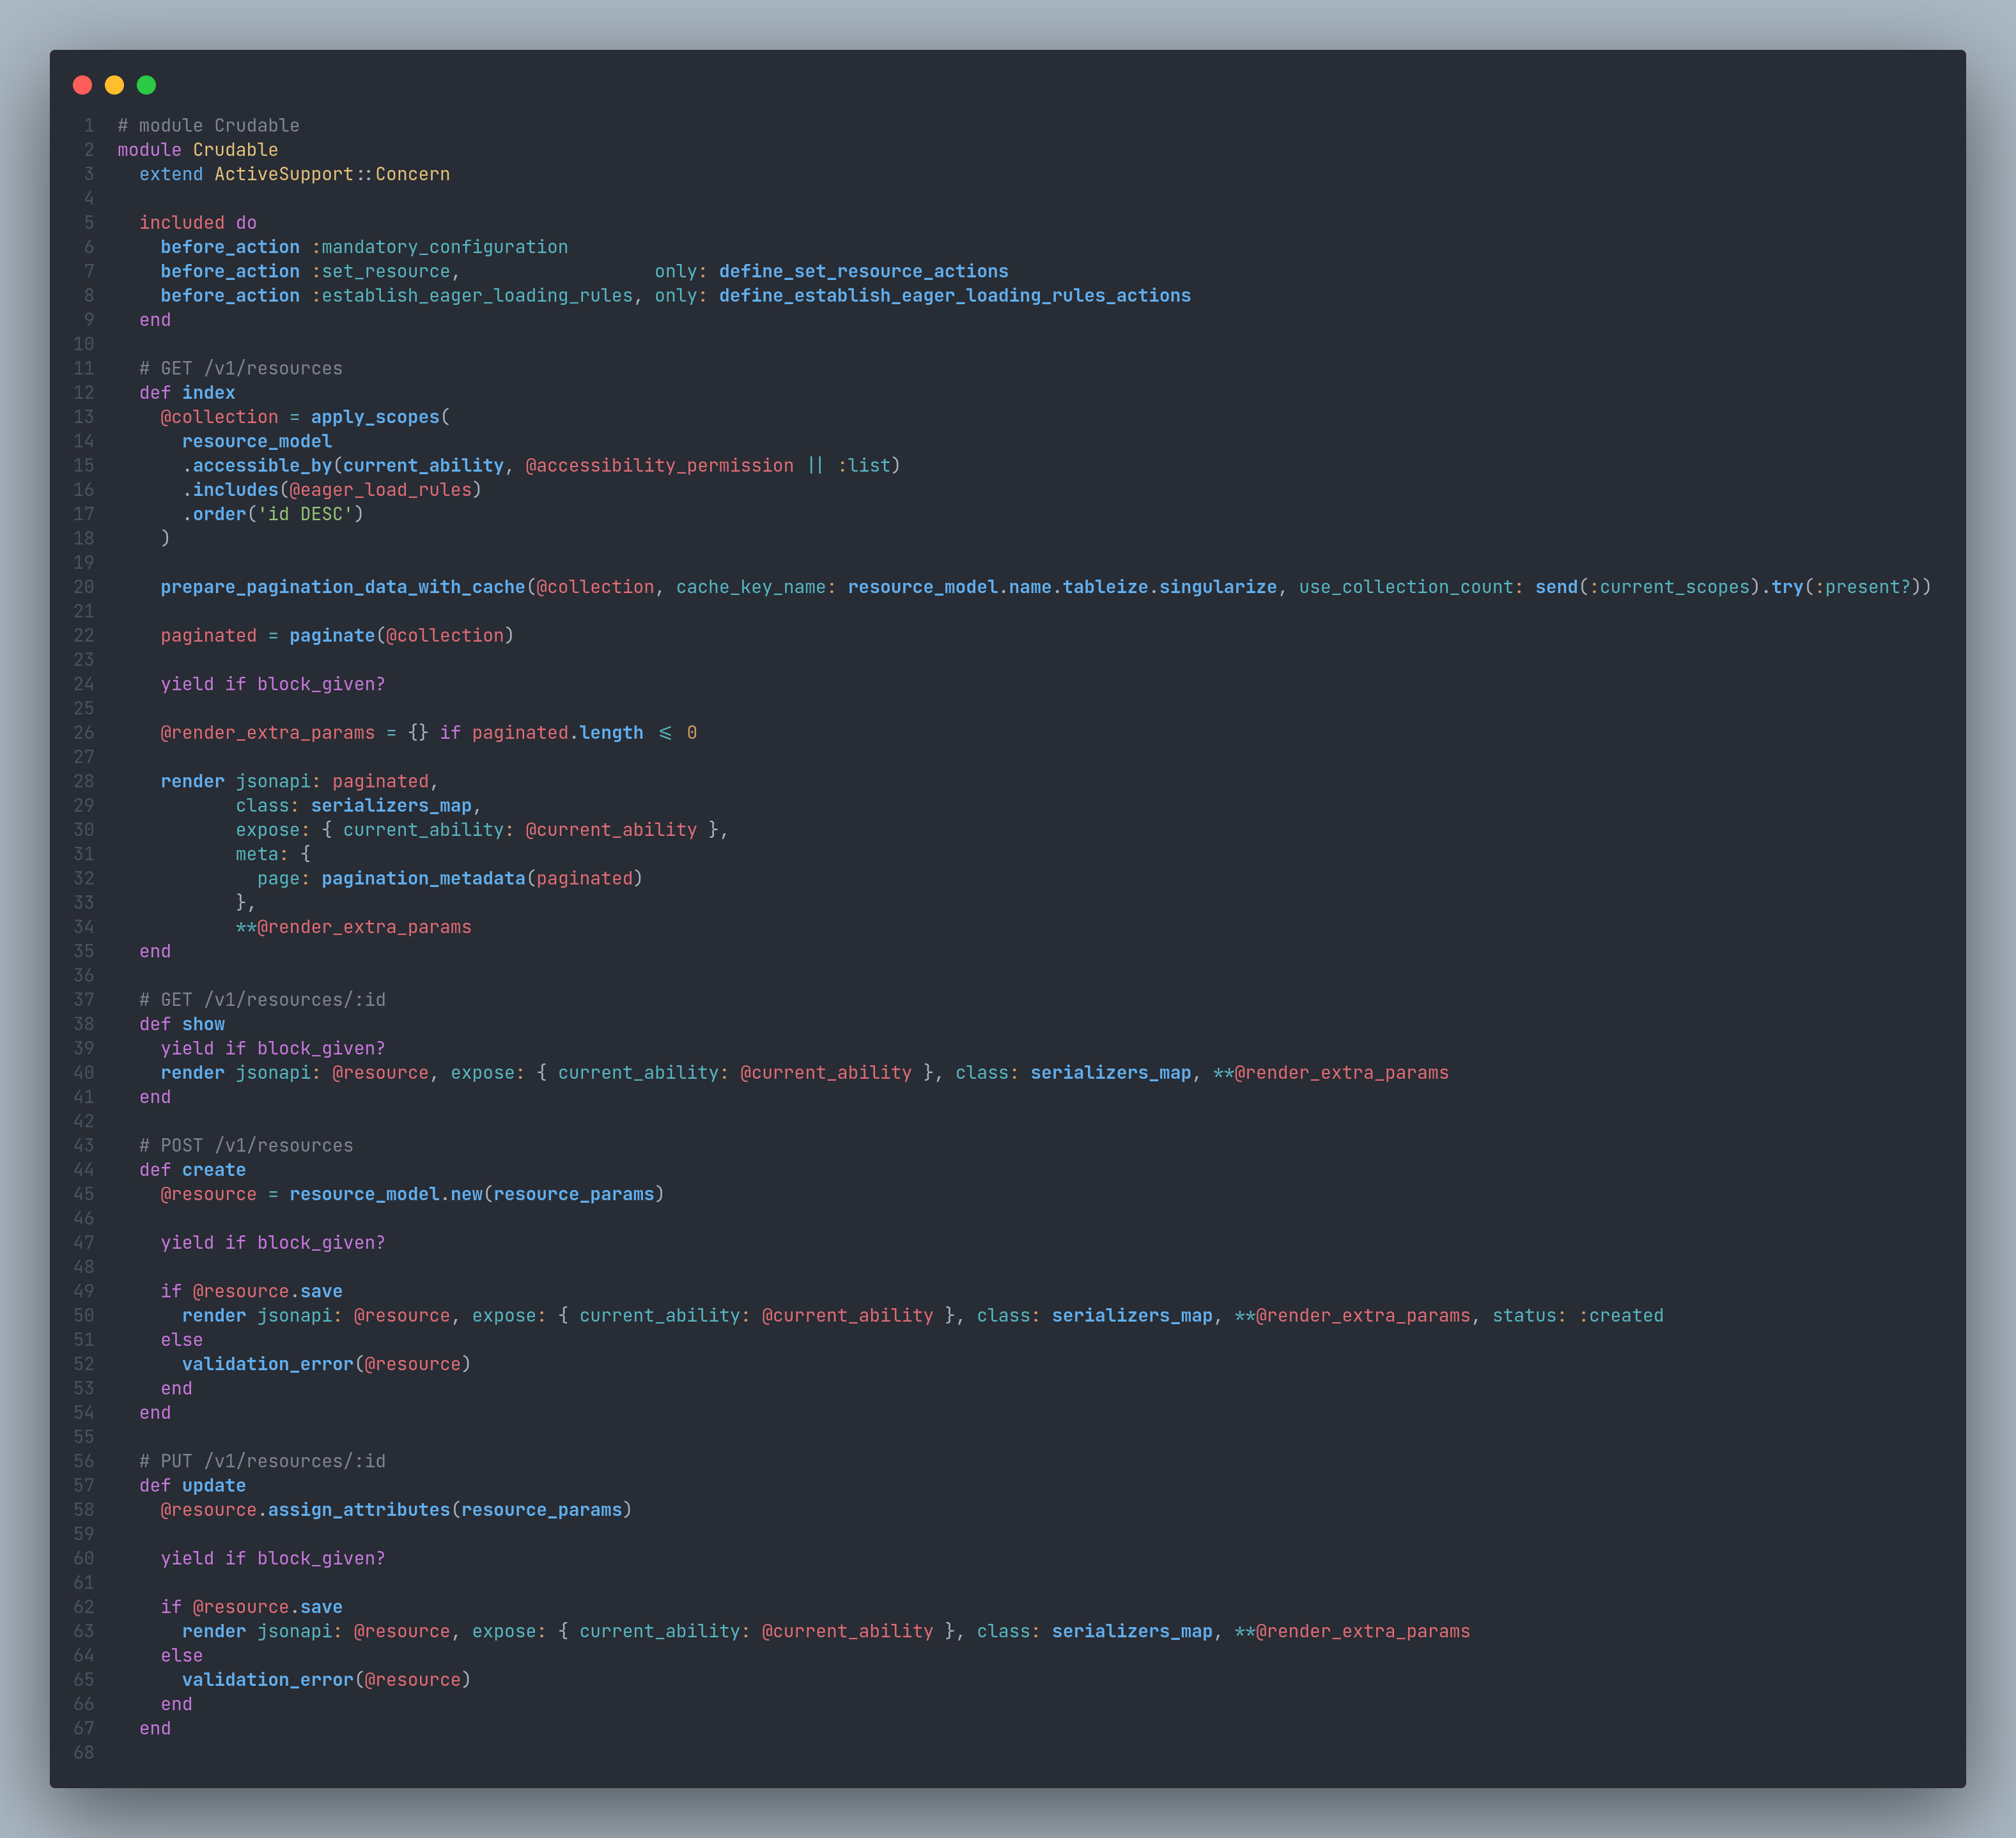 1 # module Crudable
2 module Crudable
3   extend ActiveSupport::Concern
4
5   included do
6     before_action :mandatory_configuration
7     before_action :set_resource,                  only: define_set_resource_actions
8     before_action :establish_eager_loading_rules, only: define_establish_eager_loading_rules_actions
9   end
10
11   # GET /v1/resources
12   def index
13     @collection = apply_scopes(
14       resource_model
15       .accessible_by(current_ability, @accessibility_permission || :list)
16       .includes(@eager_load_rules)
17       .order('id DESC')
18     )
19
20     prepare_pagination_data_with_cache(@collection, cache_key_name: resource_model.name.tableize.singularize, use_collection_count: send(:current_scopes).try(:present?))
21
22     paginated = paginate(@collection)
23
24     yield if block_given?
25
26     @render_extra_params = {} if paginated.length <= 0
27
28     render jsonapi: paginated,
29            class: serializers_map,
30            expose: { current_ability: @current_ability },
31            meta: {
32              page: pagination_metadata(paginated)
33            },
34            **@render_extra_params
35   end
36
37   # GET /v1/resources/:id
38   def show
39     yield if block_given?
40     render jsonapi: @resource, expose: { current_ability: @current_ability }, class: serializers_map, **@render_extra_params
41   end
42
43   # POST /v1/resources
44   def create
45     @resource = resource_model.new(resource_params)
46
47     yield if block_given?
48
49     if @resource.save
50       render jsonapi: @resource, expose: { current_ability: @current_ability }, class: serializers_map, **@render_extra_params, status: :created
51     else
52       validation_error(@resource)
53     end
54   end
55
56   # PUT /v1/resources/:id
57   def update
58     @resource.assign_attributes(resource_params)
59
60     yield if block_given?
61
62     if @resource.save
63       render jsonapi: @resource, expose: { current_ability: @current_ability }, class: serializers_map, **@render_extra_params
64     else
65       validation_error(@resource)
66     end
67   end
68